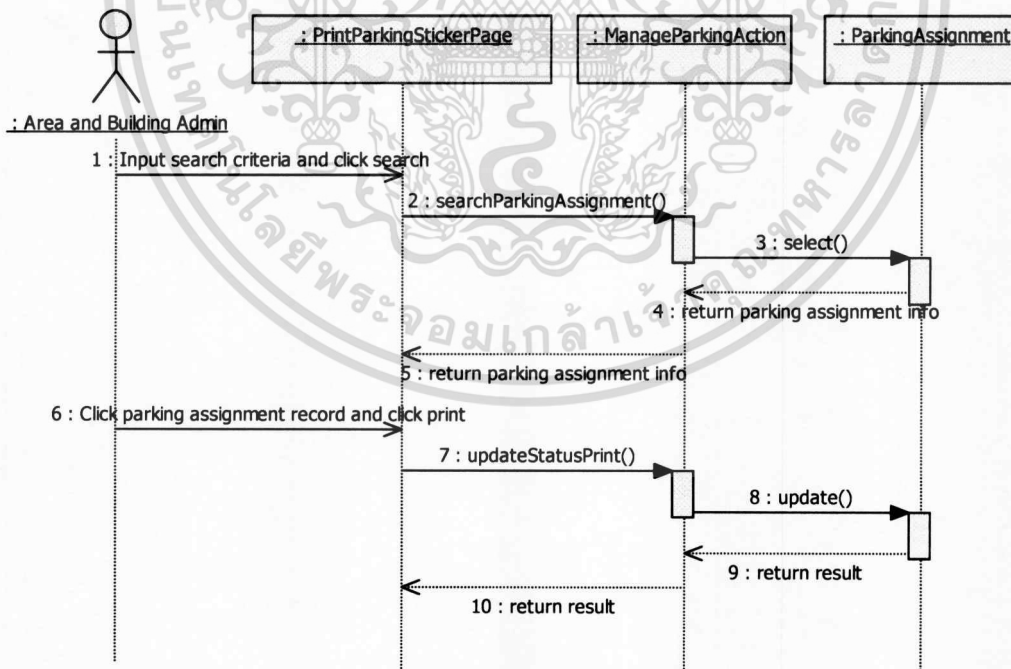 : PrintParkingStickerPage
: ManageParkingAction
: ParkingAssignment
: Area and Building Admin
1 : Input search criteria and click search
2 : searchParkingAssignment()
3 : select()
4 : return parking assignment info
5 : return parking assignment info
6 : Click parking assignment record and click print
7 : updateStatusPrint()
8 : update()
9 : return result
10 : return result